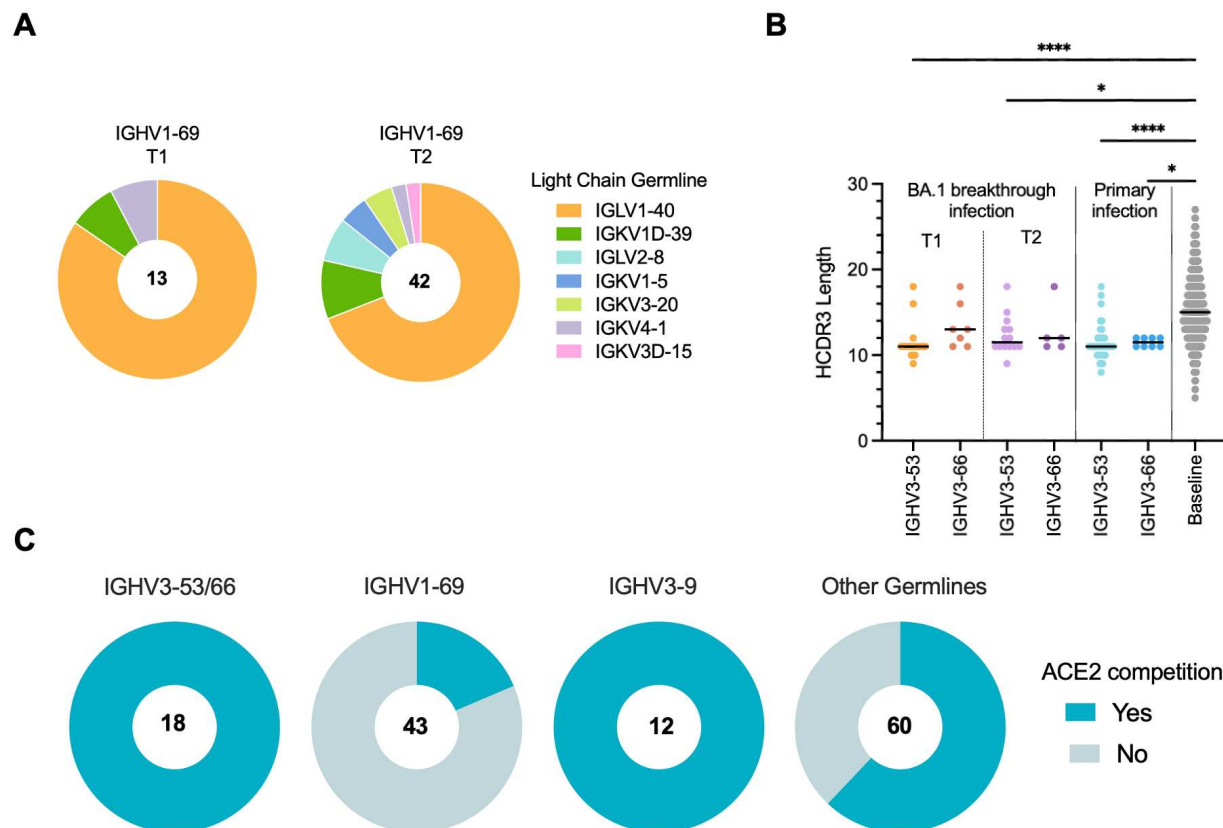 A
IGHV1-69
T1
13
IGHV1-69
T2
42
Light Chain Germline
IGLV1-40
IGKV1D-39
IGLV2-8
IGKV1-5
IGKV3-20
IGKV4-1
IGKV3D-15
B
****
*
****
*
HCDR3 Length
30
20
10
0
BA.1 breakthrough
infection
Primary
infection
T1
T2
IGHV3-53
IGHV3-66
IGHV3-53
IGHV3-66
IGHV3-53
IGHV3-66
Baseline
C
IGHV3-53/66
18
IGHV1-69
43
IGHV3-9
12
Other Germlines
60
ACE2 competition
Yes
No